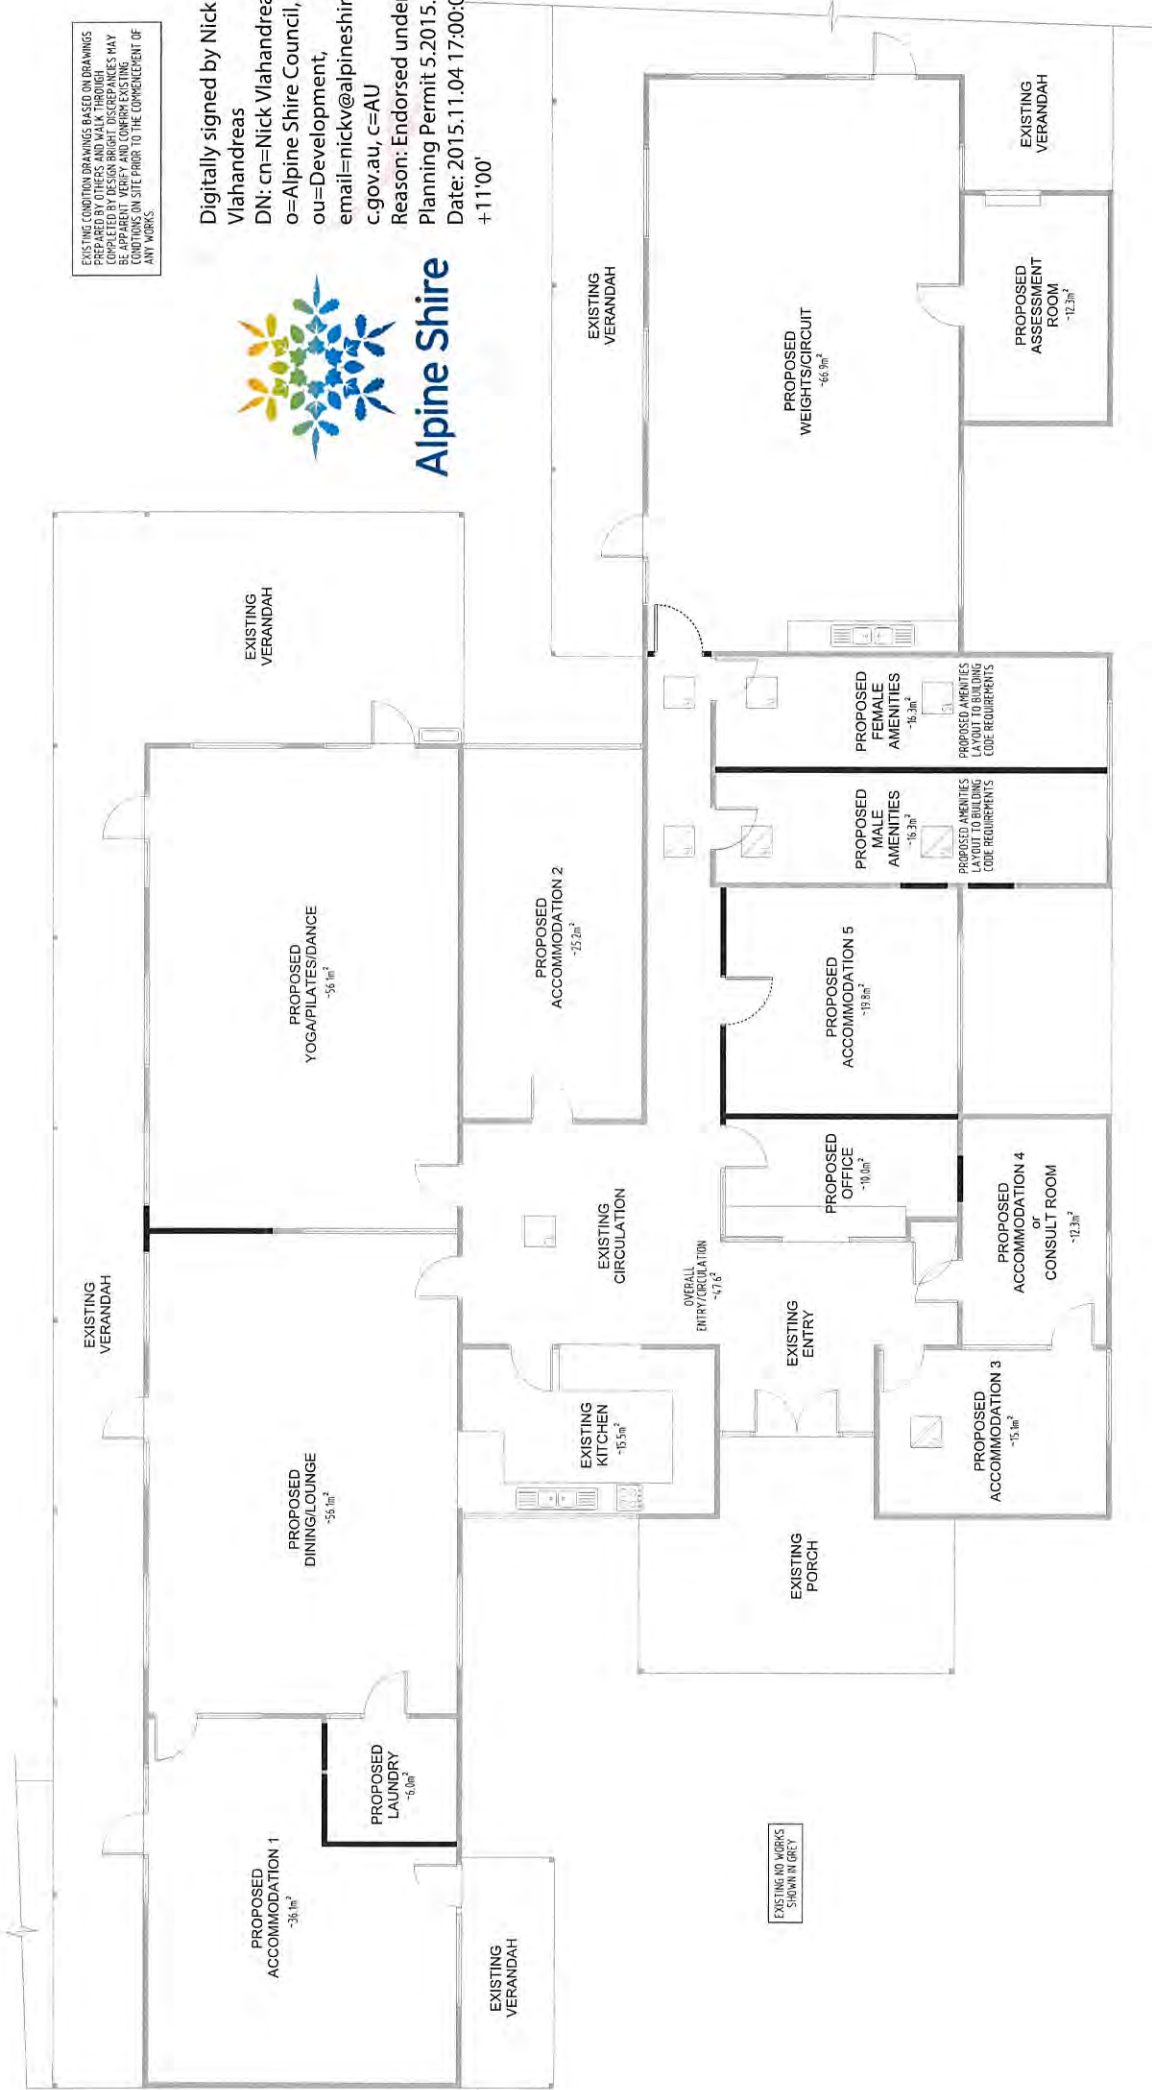 EXISTING CONDITION DRAWINGS BASED ON DRAWINGS
PREPARED BY OTHERS AND WALK THROUGH
COMPLETED BY DESIGN BRIGHT. DISCREPANCIES MAY
BE APPARENT. VERIFY AND CONFIRM EXISTING
CONDITIONS ON SITE PRIOR TO THE COMMENCEMENT OF
ANY WORKS.
Digitally signed by Nick
Vlahandreas
DN: cn=Nick Vlahandrea
o=Alpine Shire Council,
ou=Development,
email=nickv@alpineshir
c.gov.au, c=AU
Reason: Endorsed under
Planning Permit 5.2015.
Date: 2015.11.04 17:00:0
+11'00'
Alpine Shire
EXISTING
VERANDAH
EXISTING
VERANDAH
PROPOSED
ACCOMMODATION 1
~36.1m²
PROPOSED
LAUNDRY
~6.0m²
EXISTING
VERANDAH
PROPOSED
DINING/LOUNGE
~56.1m²
PROPOSED
YOGA/PILATES/DANCE
~56.1m²
EXISTING
KITCHEN
~15.5m²
EXISTING
CIRCULATION
OVERALL
ENTRY/CIRCULATION
~47.6²
PROPOSED
ACCOMMODATION 2
~25.2m²
EXISTING
VERANDAH
EXISTING
PORCH
EXISTING
ENTRY
PROPOSED
OFFICE
~10.0m²
PROPOSED
ACCOMMODATION 5
~19.8m²
PROPOSED
MALE
AMENITIES
~16.3m²
PROPOSED AMENITIES
LAYOUT TO BUILDING
CODE REQUIREMENTS
PROPOSED
FEMALE
AMENITIES
~16.3m²
PROPOSED AMENITIES
LAYOUT TO BUILDING
CODE REQUIREMENTS
PROPOSED
WEIGHTS/CIRCUIT
~66.9m²
PROPOSED
ACCOMMODATION 3
~15.1m²
PROPOSED
ACCOMMODATION 4
or
CONSULT ROOM
~12.3m²
PROPOSED
ASSESSMENT
ROOM
~12.3m²
EXISTING
VERANDAH
EXISTING NO WORKS
SHOWN IN GREY